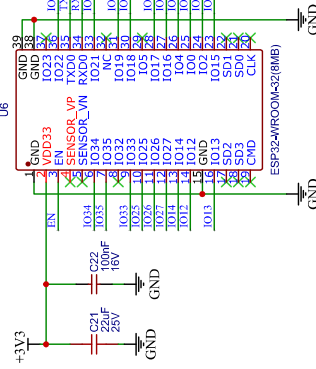 GND
39 38 37 36 35 34 33 32 31 30 29 28 27 26 25 24 23 22 21 20
GND GND IO23 IO22 TXD0 RXD0 IO21 NC IO19 IO18 IO5 IO17 IO16 IO4 IO0 IO2 IO15 SD1 SD0 CLK
U6
ESP32-WROOM-32(8MB)
GND VDD33 EN SENSOR_VP SENSOR_VN IO34 IO35 IO32 IO33 IO25 IO26 IO27 IO14 IO12 GND IO13 SD2 SD3 CMD
1 2 3 4 5 6 7 8 9 10 11 12 13 14 15 16 17 18 19
GND
EN IO34 IO35 IO33 IO25 IO26 IO27 IO14 IO12 IO13
C22
100nF
16V
GND
+3V3
C21
22uF
25V
GND